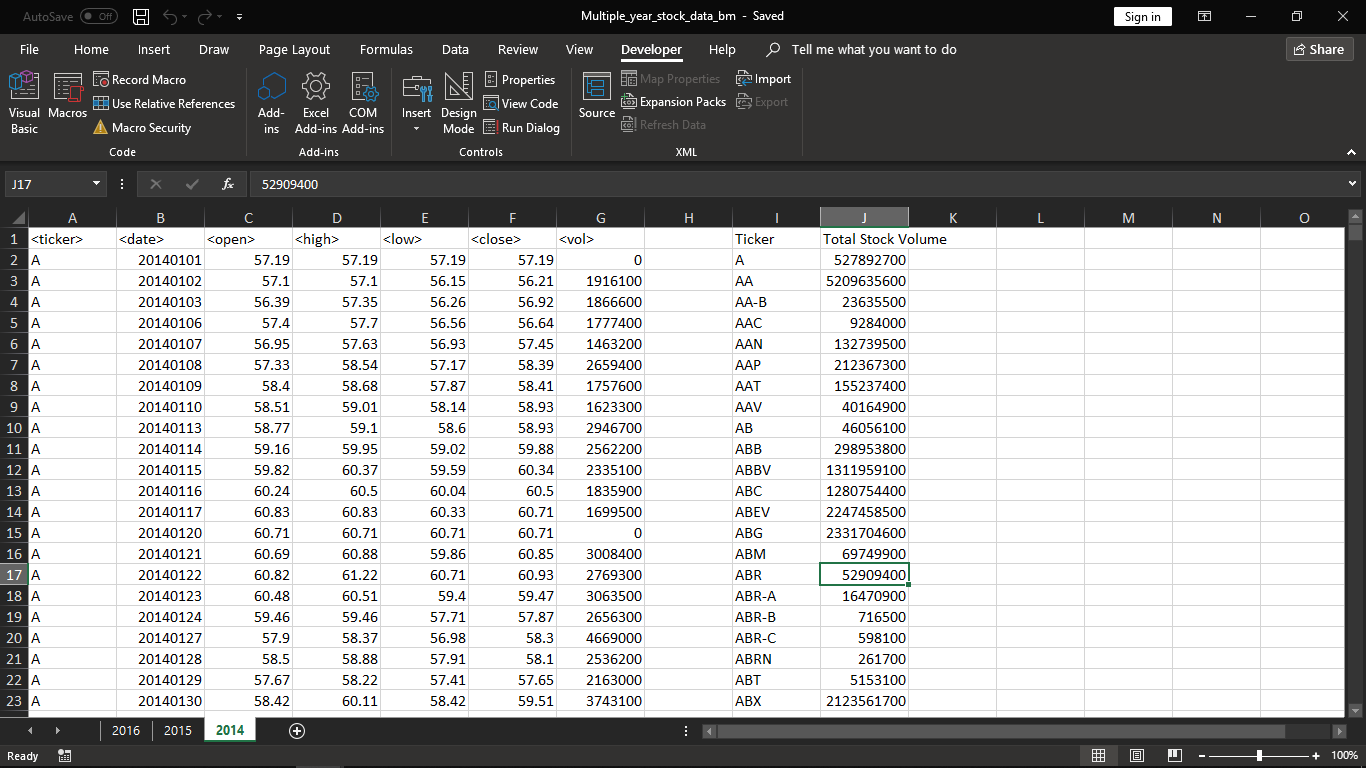 AutoSave Off Multiple_year_stock_data_bm - Saved Sign in
File Home Insert Draw Page Layout Formulas Data Review View Developer Help Tell me what you want to do Share
Visual Basic Macros Record Macro Use Relative References Macro Security
Code
Add-ins Excel Add-ins COM Add-ins
Add-ins
Insert Design Mode Properties View Code Run Dialog
Controls
Source Map Properties Expansion Packs Refresh Data Import Export
XML
J17 fx 52909400
A B C D E F G H I J K L M N O
1 <ticker> <date> <open> <high> <low> <close> <vol> Ticker Total Stock Volume
2 A 20140101 57.19 57.19 57.19 57.19 0 A 527892700
3 A 20140102 57.1 57.1 56.15 56.21 1916100 AA 5209635600
4 A 20140103 56.39 57.35 56.26 56.92 1866600 AA-B 23635500
5 A 20140106 57.4 57.7 56.56 56.64 1777400 AAC 9284000
6 A 20140107 56.95 57.63 56.93 57.45 1463200 AAN 132739500
7 A 20140108 57.33 58.54 57.17 58.39 2659400 AAP 212367300
8 A 20140109 58.4 58.68 57.87 58.41 1757600 AAT 155237400
9 A 20140110 58.51 59.01 58.14 58.93 1623300 AAV 40164900
10 A 20140113 58.77 59.1 58.6 58.93 2946700 AB 46056100
11 A 20140114 59.16 59.95 59.02 59.88 2562200 ABB 298953800
12 A 20140115 59.82 60.37 59.59 60.34 2335100 ABBV 1311959100
13 A 20140116 60.24 60.5 60.04 60.5 1835900 ABC 1280754400
14 A 20140117 60.83 60.83 60.33 60.71 1699500 ABEV 2247458500
15 A 20140120 60.71 60.71 60.71 60.71 0 ABG 2331704600
16 A 20140121 60.69 60.88 59.86 60.85 3008400 ABM 69749900
17 A 20140122 60.82 61.22 60.71 60.93 2769300 ABR 52909400
18 A 20140123 60.48 60.51 59.4 59.47 3063500 ABR-A 16470900
19 A 20140124 59.46 59.46 57.71 57.87 2656300 ABR-B 716500
20 A 20140127 57.9 58.37 56.98 58.3 4669000 ABR-C 598100
21 A 20140128 58.5 58.88 57.91 58.1 2536200 ABRN 261700
22 A 20140129 57.67 58.22 57.41 57.65 2163000 ABT 5153100
23 A 20140130 58.42 60.11 58.42 59.51 3743100 ABX 2123561700
2016 2015 2014
Ready 100%